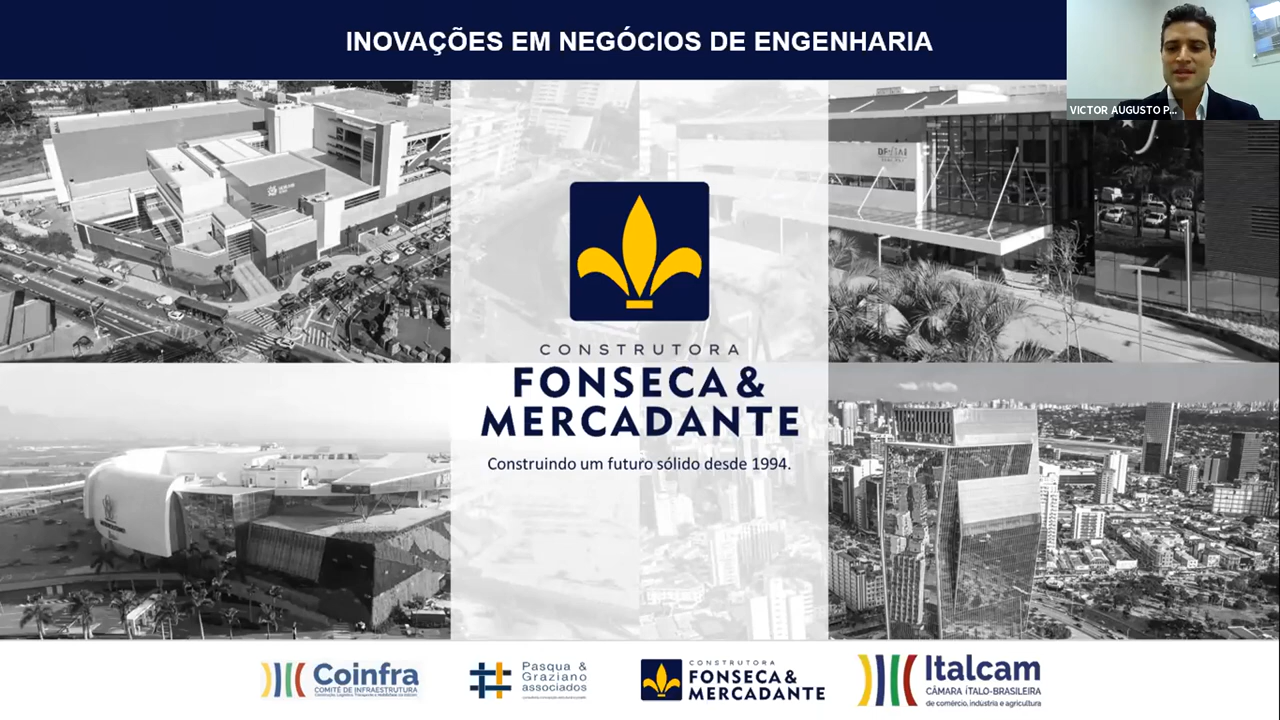 INOVAÇÕES EM NEGÓCIOS DE ENGENHARIA
VICTOR AUGUSTO P...
CONSTRUTORA
FONSECA &
MERCADANTE
Construindo um futuro sólido desde 1994.
Coinfra
COMITÊ DE INFRAESTRUTURA
Pasqua &
Graziano
associados
CONSTRUTORA
FONSECA &
MERCADANTE
Italcam
CÂMARA ÍTALO-BRASILEIRA
de comércio, indústria e agricultura